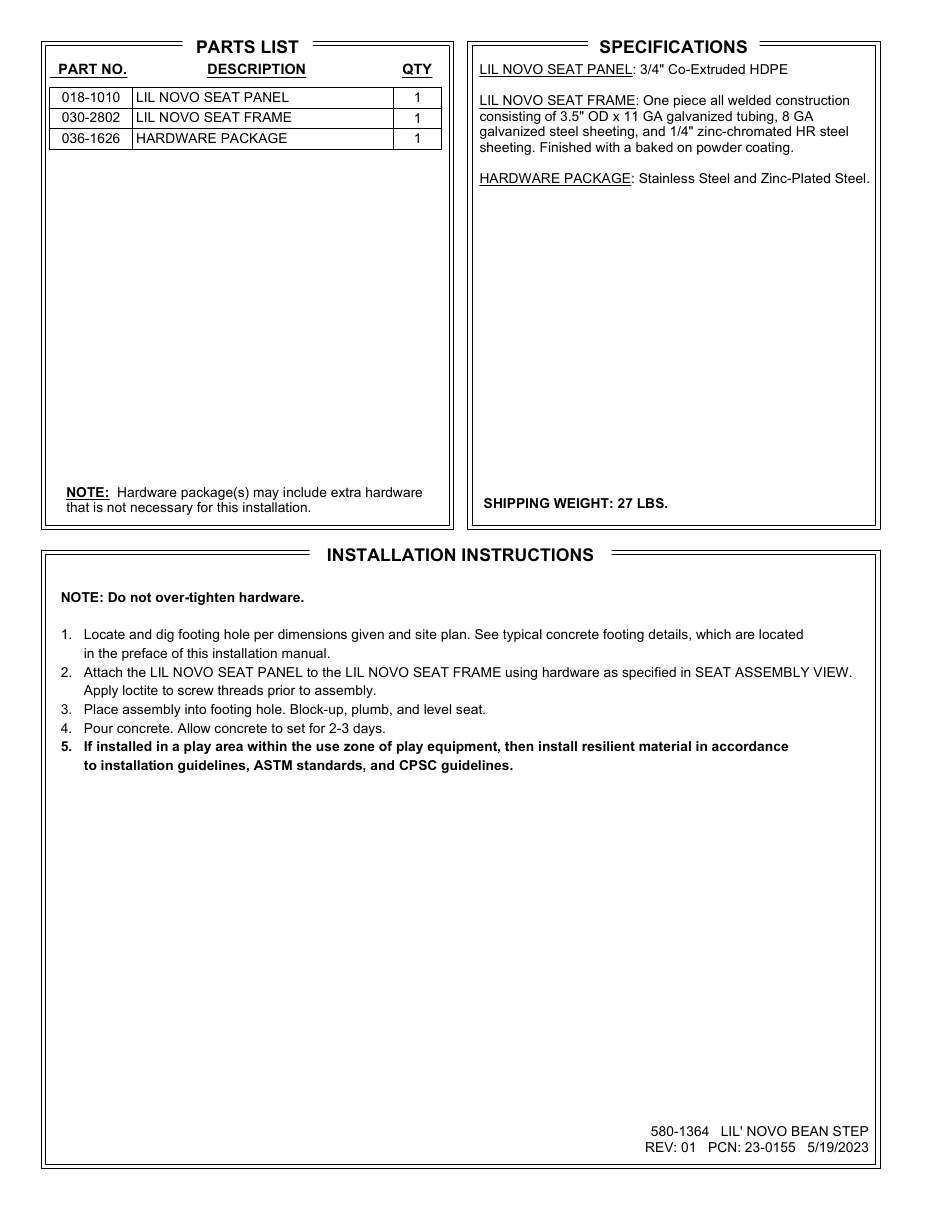 PARTS LIST
PART NO. DESCRIPTION QTY
018-1010 LIL NOVO SEAT PANEL 1
030-2802 LIL NOVO SEAT FRAME 1
036-1626 HARDWARE PACKAGE 1
NOTE: Hardware package(s) may include extra hardware
that is not necessary for this installation.
SPECIFICATIONS
LIL NOVO SEAT PANEL: 3/4" Co-Extruded HDPE
LIL NOVO SEAT FRAME: One piece all welded construction
consisting of 3.5" OD x 11 GA galvanized tubing, 8 GA
galvanized steel sheeting, and 1/4" zinc-chromated HR steel
sheeting. Finished with a baked on powder coating.
HARDWARE PACKAGE: Stainless Steel and Zinc-Plated Steel.
SHIPPING WEIGHT: 27 LBS.
INSTALLATION INSTRUCTIONS
NOTE: Do not over-tighten hardware.
1. Locate and dig footing hole per dimensions given and site plan. See typical concrete footing details, which are located
in the preface of this installation manual.
2. Attach the LIL NOVO SEAT PANEL to the LIL NOVO SEAT FRAME using hardware as specified in SEAT ASSEMBLY VIEW.
Apply loctite to screw threads prior to assembly.
3. Place assembly into footing hole. Block-up, plumb, and level seat.
4. Pour concrete. Allow concrete to set for 2-3 days.
5. If installed in a play area within the use zone of play equipment, then install resilient material in accordance
to installation guidelines, ASTM standards, and CPSC guidelines.
580-1364 LIL' NOVO BEAN STEP
REV: 01 PCN: 23-0155 5/19/2023